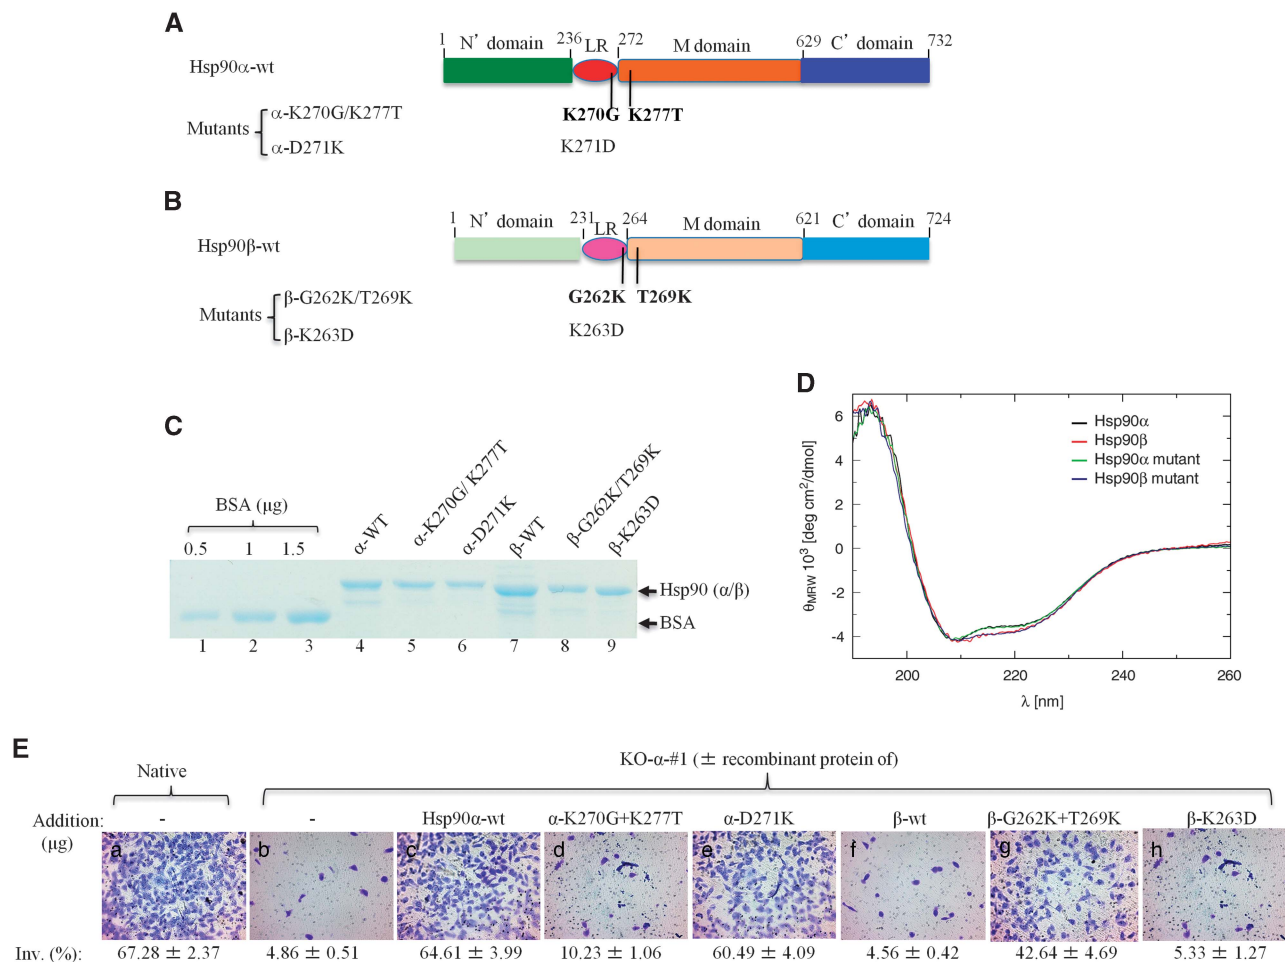 A
1 N' domain 236 LR 272 M domain 629 C' domain 732
Hsp90α-wt
Mutants
α-K270G/K277T
α-D271K
K270G K277T
K271D
B
1 N' domain 231 LR 264 M domain 621 C' domain 724
Hsp90β-wt
Mutants
β-G262K/T269K
β-K263D
G262K T269K
K263D
C
BSA (μg)
0.5 1 1.5
α-WT
α-K270G/ K277T
α-D271K
β-WT
β-G262K/T269K
β-K263D
Hsp90 (α/β)
BSA
1 2 3 4 5 6 7 8 9
D
θMRW 10³ [deg cm²/dmol]
6
4
2
0
-2
-4
Hsp90α
Hsp90β
Hsp90α mutant
Hsp90β mutant
200 220 240 260
λ [nm]
E
KO-α-#1 (± recombinant protein of)
Native
Addition: - - Hsp90α-wt α-K270G+K277T α-D271K β-wt β-G262K+T269K β-K263D
(μg)
a b c d e f g h
Inv. (%): 67.28 ± 2.37 4.86 ± 0.51 64.61 ± 3.99 10.23 ± 1.06 60.49 ± 4.09 4.56 ± 0.42 42.64 ± 4.69 5.33 ± 1.27